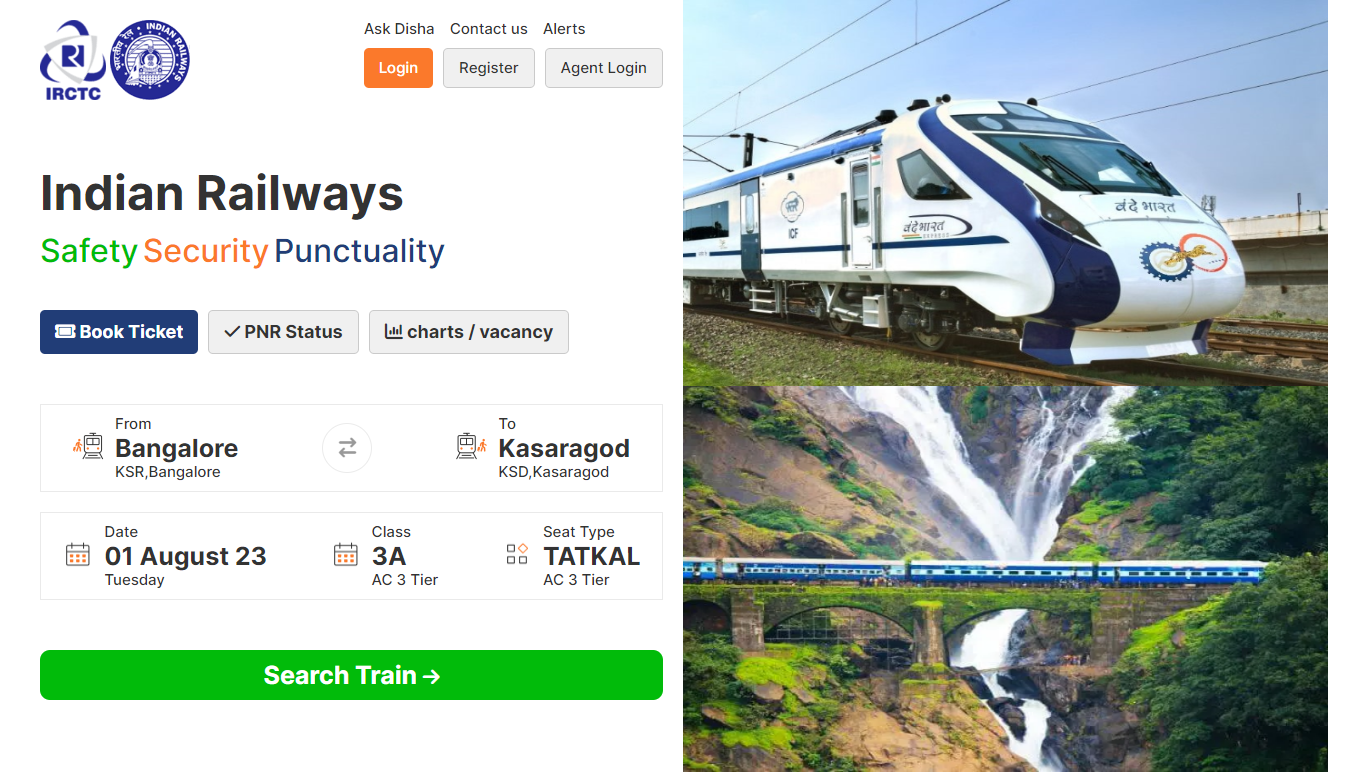 Ask Disha Contact us Alerts
IRCTC
भारतीय रेल INDIAN RAILWAYS
Login Register Agent Login
Indian Railways
Safety Security Punctuality
Book Ticket PNR Status charts / vacancy
From
Bangalore
KSR,Bangalore
To
Kasaragod
KSD,Kasaragod
Date
01 August 23
Tuesday
Class
3A
AC 3 Tier
Seat Type
TATKAL
AC 3 Tier
Search Train
वंदे भारत
ICF
वंदे भारत
EXPRESS